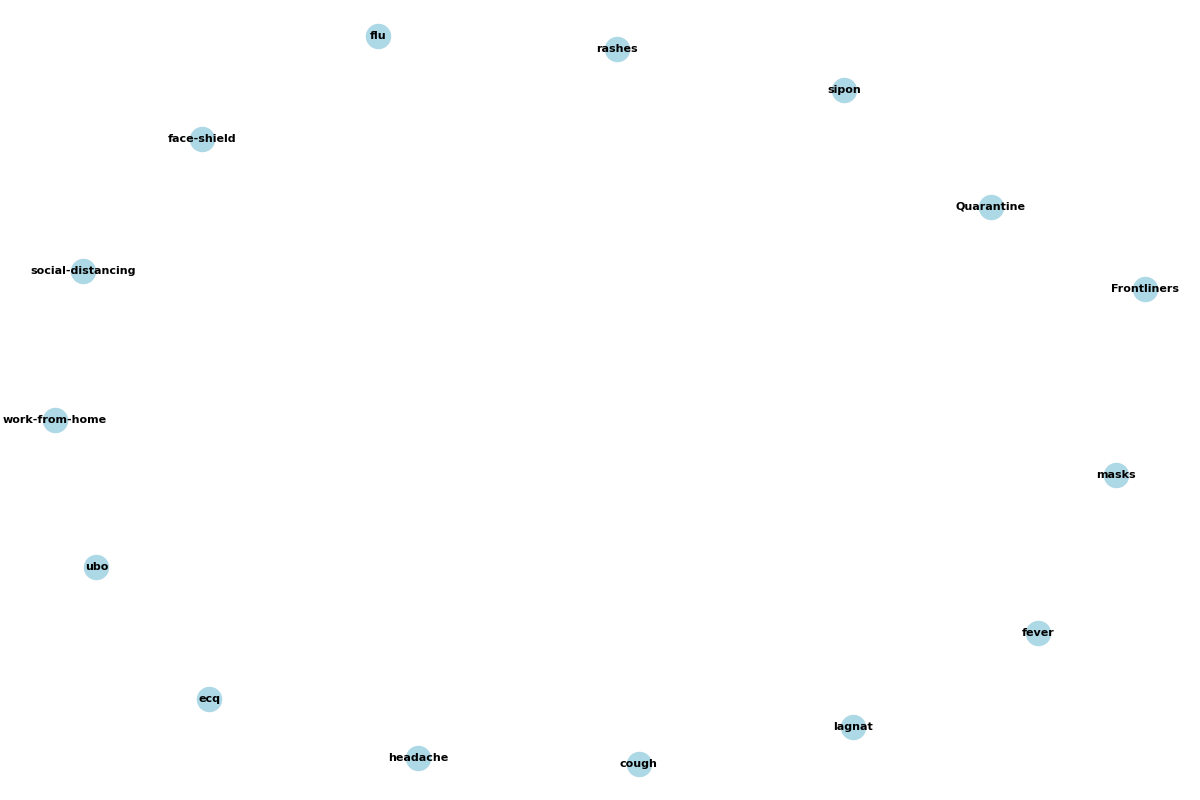 flu
rashes
sipon
face-shield
Quarantine
social-distancing
Frontliners
work-from-home
masks
ubo
fever
ecq
lagnat
headache
cough